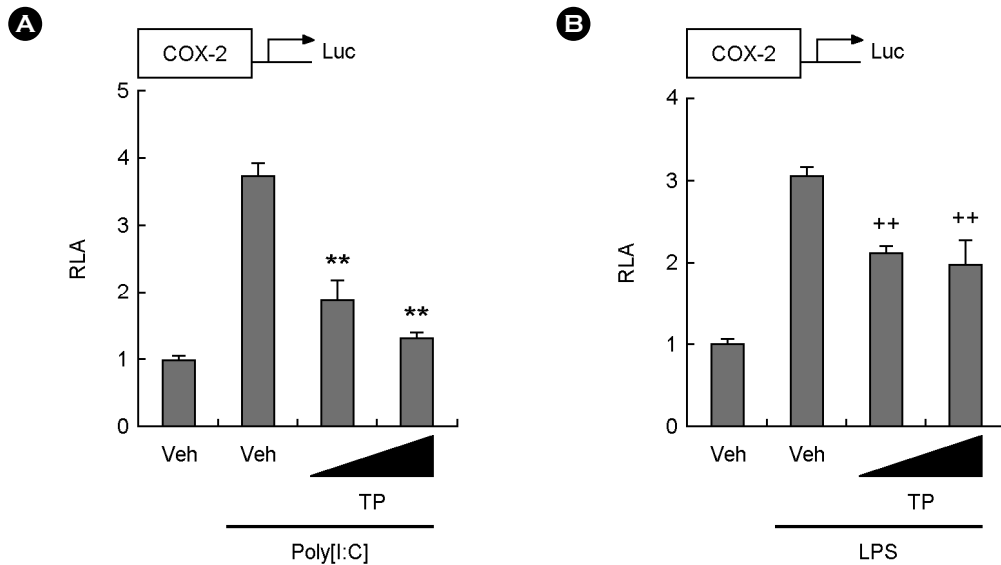 A
COX-2
Luc
5
4
3
2
1
0
RLA
**
**
Veh
Veh
TP
Poly[I:C]
B
COX-2
Luc
4
3
2
1
0
RLA
++
++
Veh
Veh
TP
LPS